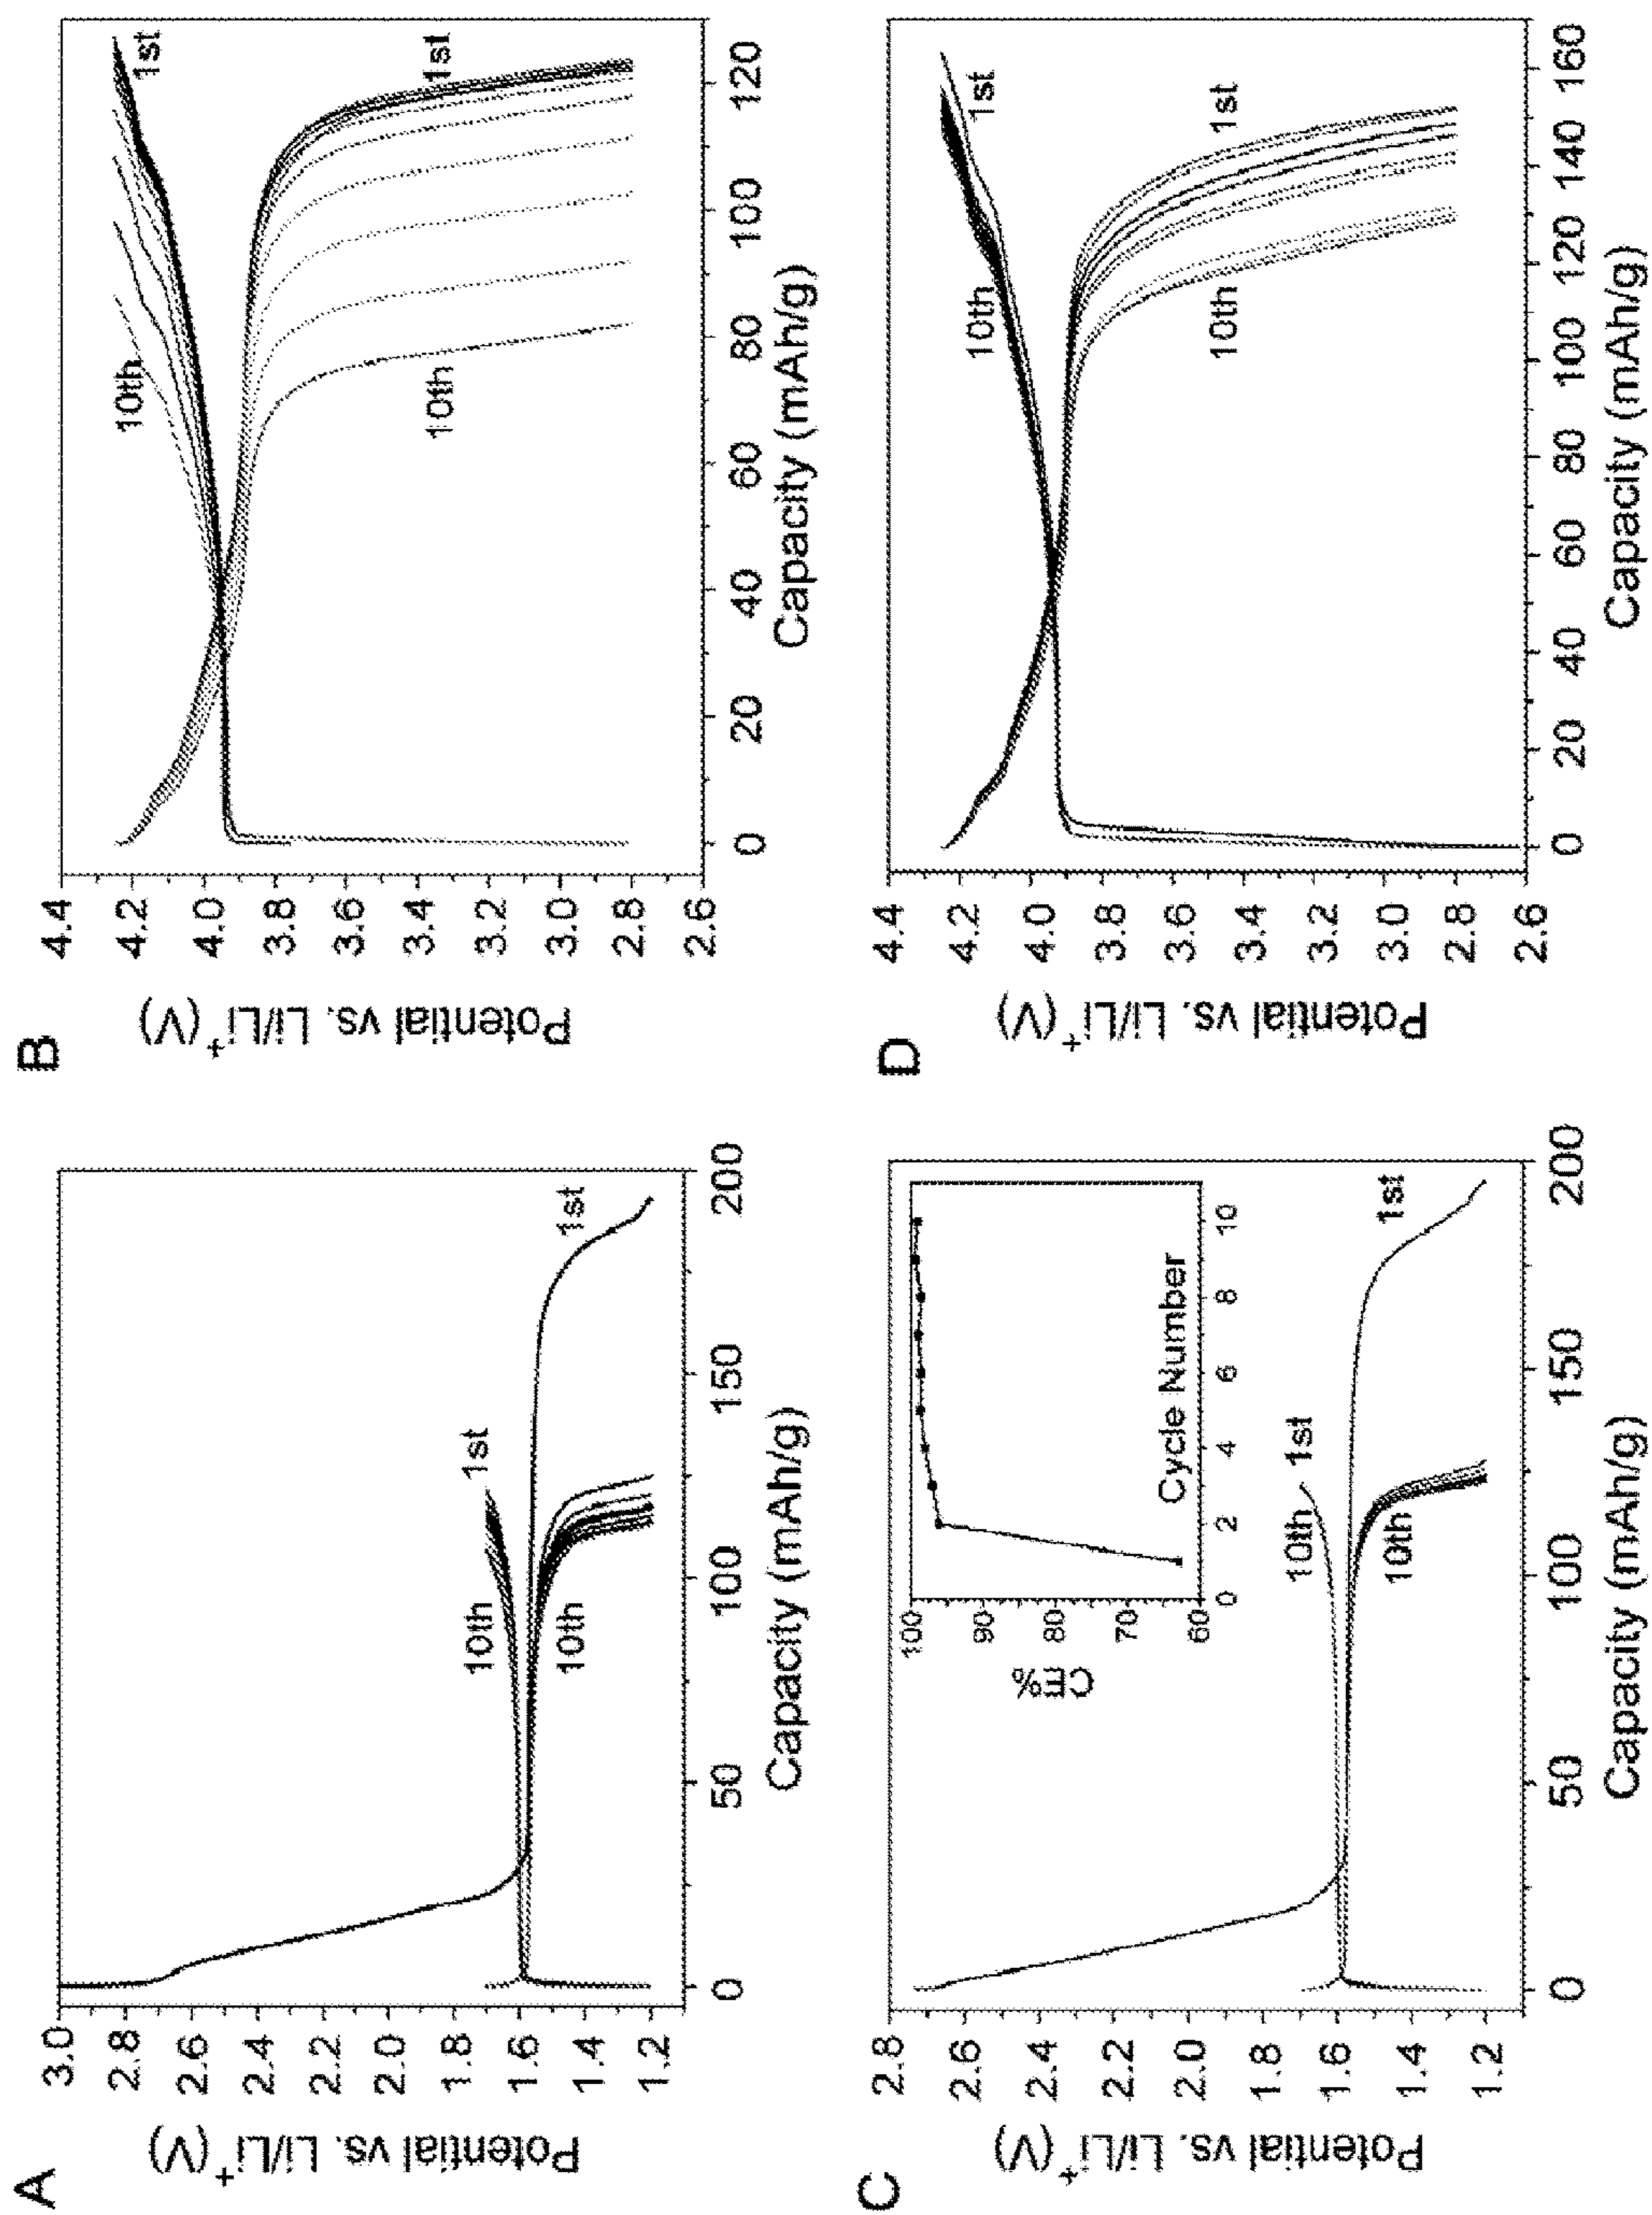 A
Potential vs. Li/Li+(V)
3.0
2.8
2.6
2.4
2.2
2.0
1.8
1.6
1.4
1.2
10th
1st
10th
1st
0 50 100 150 200
Capacity (mAh/g)
B
Potential vs. Li/Li+(V)
4.4
4.2
4.0
3.8
3.6
3.4
3.2
3.0
2.8
2.6
10th
1st
10th
1st
0 20 40 60 80 100 120
Capacity (mAh/g)
C
Potential vs. Li/Li+(V)
2.8
2.6
2.4
2.2
2.0
1.8
1.6
1.4
1.2
CE%
100
90
80
70
60
0 2 4 6 8 10
Cycle Number
10th 1st
10th
1st
0 50 100 150 200
Capacity (mAh/g)
D
Potential vs. Li/Li+(V)
4.4
4.2
4.0
3.8
3.6
3.4
3.2
3.0
2.8
2.6
10th
1st
10th
1st
0 20 40 60 80 100 120 140 160
Capacity (mAh/g)